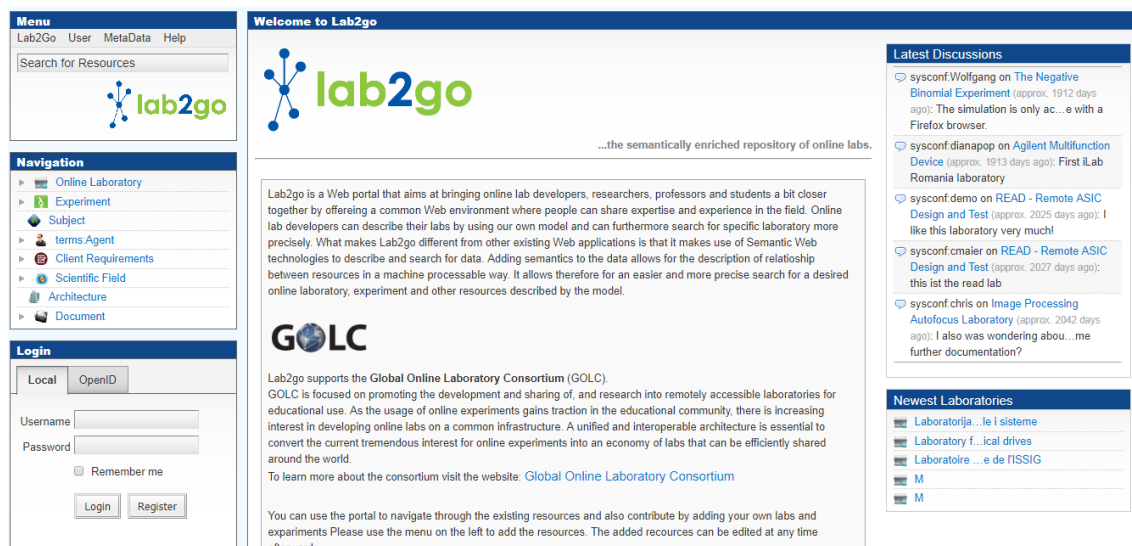 Menu
Lab2Go User MetaData Help
Search for Resources
lab2go
Navigation
Online Laboratory
Experiment
Subject
terms:Agent
Client Requirements
Scientific Field
Architecture
Document
Login
Local OpenID
Username
Password
Remember me
Login Register
Welcome to Lab2go
lab2go
...the semantically enriched repository of online labs.
Lab2go is a Web portal that aims at bringing online lab developers, researchers, professors and students a bit closer
together by offereing a common Web environment where people can share expertise and experience in the field. Online
lab developers can describe their labs by using our own model and can furthermore search for specific laboratory more
precisely. What makes Lab2go different from other existing Web applications is that it makes use of Semantic Web
technologies to describe and search for data. Adding semantics to the data allows for the description of relatioship
between resources in a machine processable way. It allows therefore for an easier and more precise search for a desired
online laboratory, experiment and other resources described by the model.
GOLC
Lab2go supports the Global Online Laboratory Consortium (GOLC).
GOLC is focused on promoting the development and sharing of, and research into remotely accessible laboratories for
educational use. As the usage of online experiments gains traction in the educational community, there is increasing
interest in developing online labs on a common infrastructure. A unified and interoperable architecture is essential to
convert the current tremendous interest for online experiments into an economy of labs that can be efficiently shared
around the world.
To learn more about the consortium visit the website: Global Online Laboratory Consortium
You can use the portal to navigate through the existing resources and also contribute by adding your own labs and
expariments Please use the menu on the left to add the resources. The added recources can be edited at any time
Latest Discussions
sysconf:Wolfgang on The Negative
Binomial Experiment (approx. 1912 days
ago): The simulation is only ac…e with a
Firefox browser.
sysconf:dianapop on Agilent Multifunction
Device (approx. 1913 days ago): First iLab
Romania laboratory
sysconf:demo on READ - Remote ASIC
Design and Test (approx. 2025 days ago): I
like this laboratory very much!
sysconf:cmaier on READ - Remote ASIC
Design and Test (approx. 2027 days ago):
this ist the read lab
sysconf:chris on Image Processing
Autofocus Laboratory (approx. 2042 days
ago): I also was wondering abou…me
further documentation?
Newest Laboratories
Laboratorija…le i sisteme
Laboratory f…ical drives
Laboratoire …e de l'ISSIG
M
M